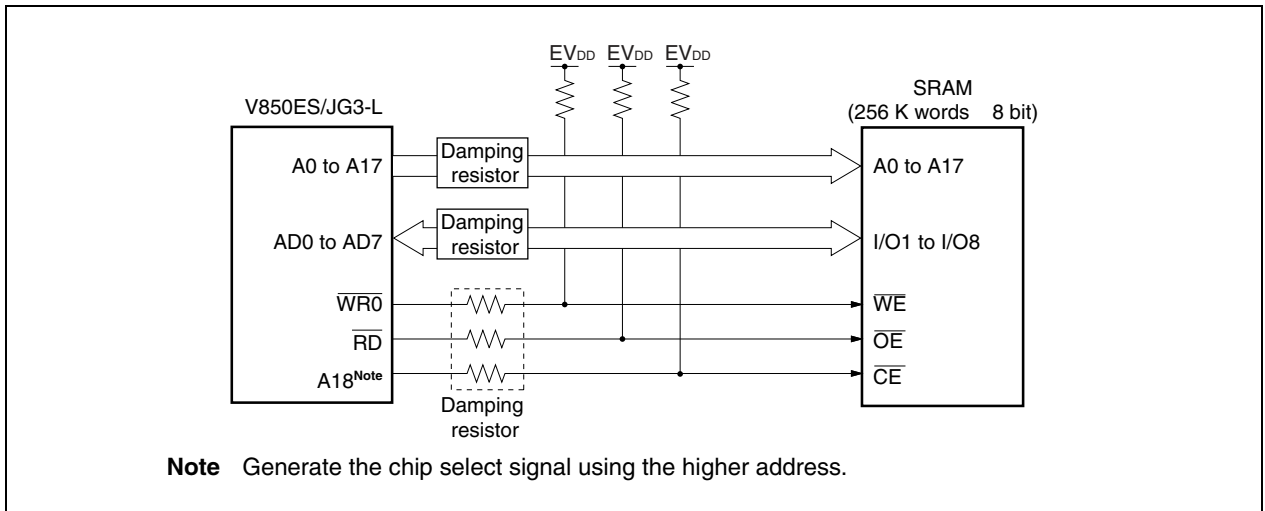 EVDD EVDD EVDD
V850ES/JG3-L
SRAM
(256 K words 8 bit)
A0 to A17
Damping
resistor
A0 to A17
AD0 to AD7
Damping
resistor
I/O1 to I/O8
WR0
WE
RD
OE
A18Note
CE
Damping
resistor
Note Generate the chip select signal using the higher address.